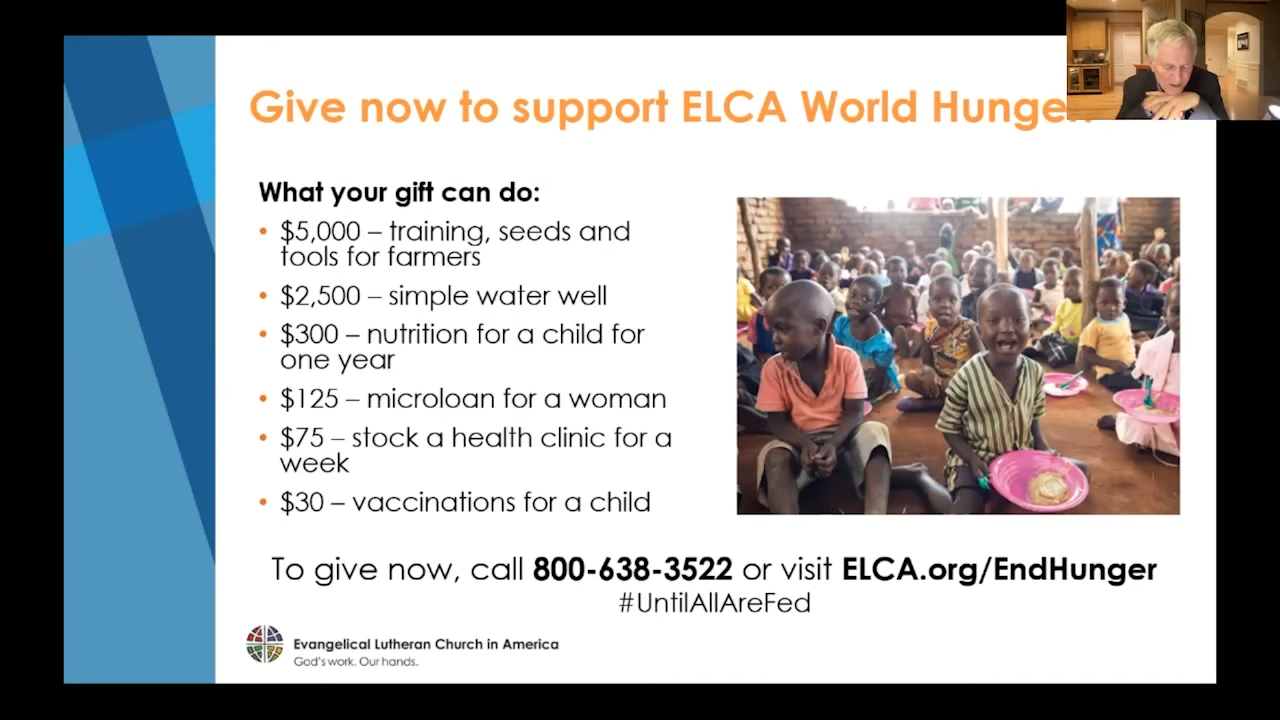 Give now to support ELCA World Hunger
What your gift can do:
• $5,000 – training, seeds and
tools for farmers
• $2,500 – simple water well
• $300 – nutrition for a child for
one year
• $125 – microloan for a woman
• $75 – stock a health clinic for a
week
• $30 – vaccinations for a child
To give now, call 800-638-3522 or visit ELCA.org/EndHunger
#UntilAllAreFed
Evangelical Lutheran Church in America
God's work. Our hands.